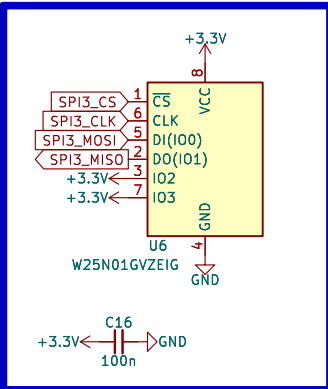 +3.3V
8
VCC
SPI3_CS 1 CS
SPI3_CLK 6 CLK
SPI3_MOSI 5 DI(IO0)
SPI3_MISO 2 DO(IO1)
+3.3V 3 IO2
+3.3V 7 IO3
GND
4
U6
W25N01GVZEIG
GND
C16
+3.3V GND
100n